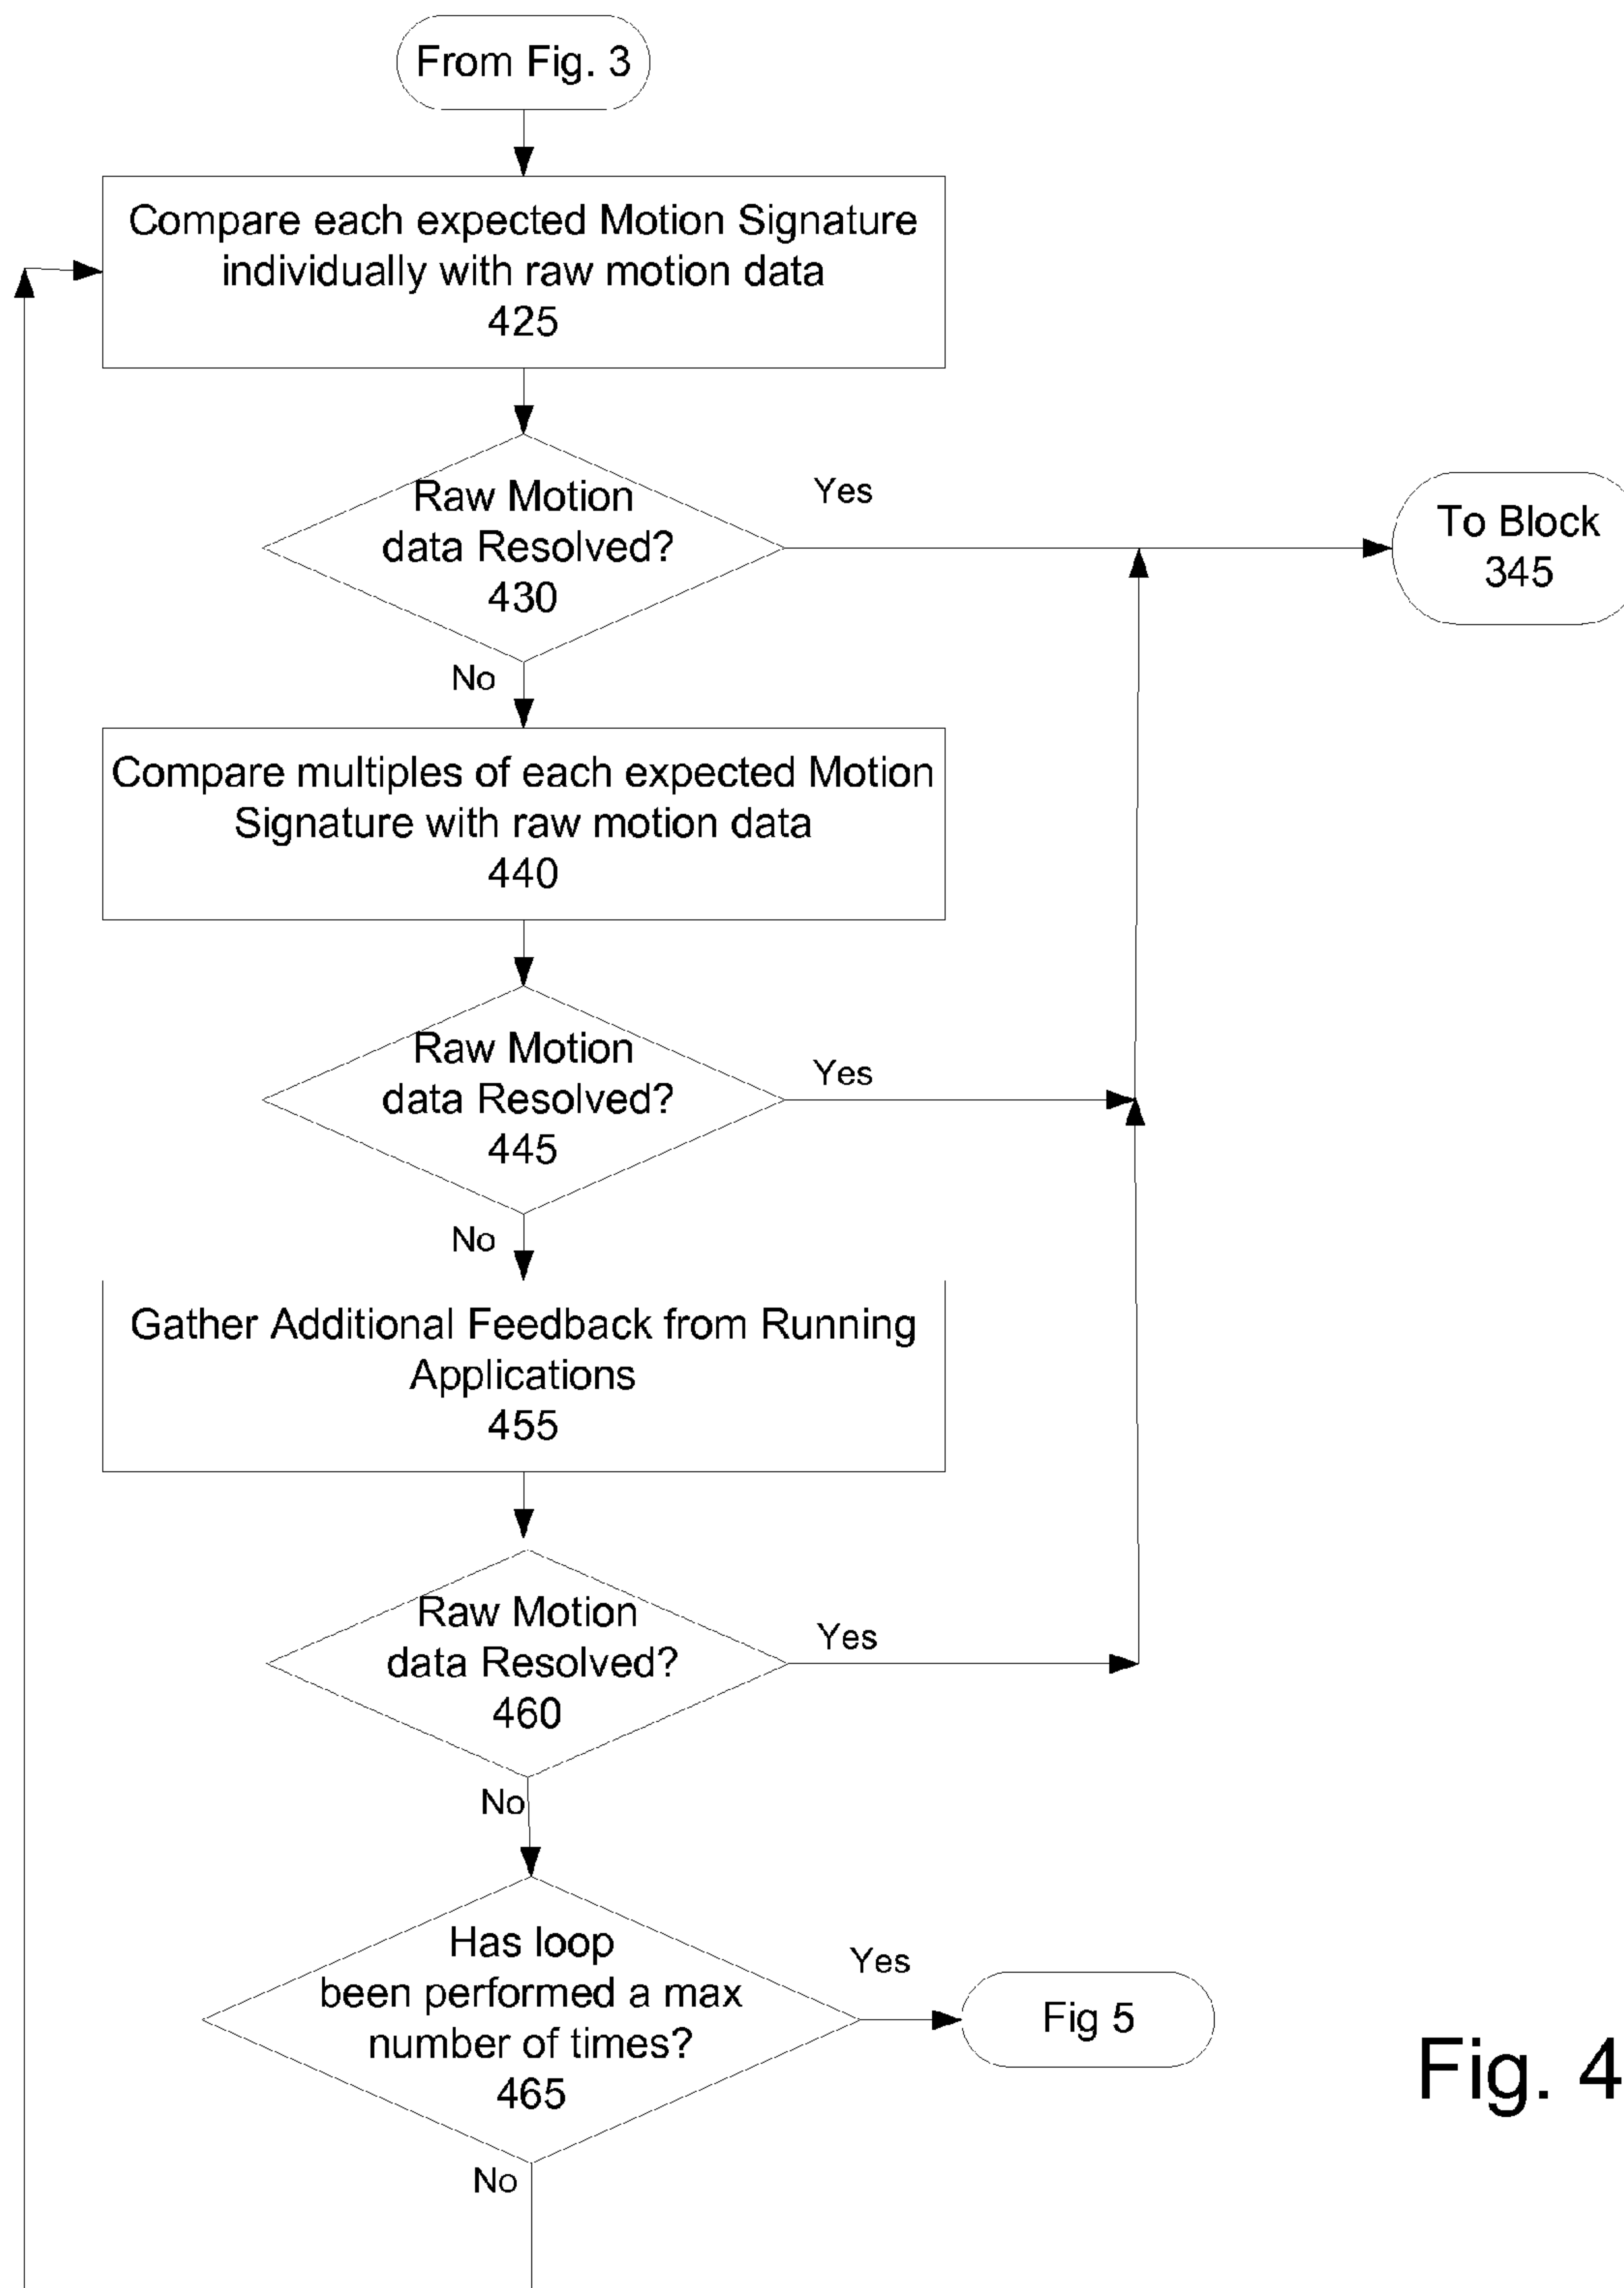 From Fig. 3
Compare each expected Motion Signature
individually with raw motion data
425
Raw Motion
data Resolved?
430
Yes
To Block
345
No
Compare multiples of each expected Motion
Signature with raw motion data
440
Raw Motion
data Resolved?
445
Yes
No
Gather Additional Feedback from Running
Applications
455
Raw Motion
data Resolved?
460
Yes
No
Has loop
been performed a max
number of times?
465
Yes
Fig 5
No
Fig. 4